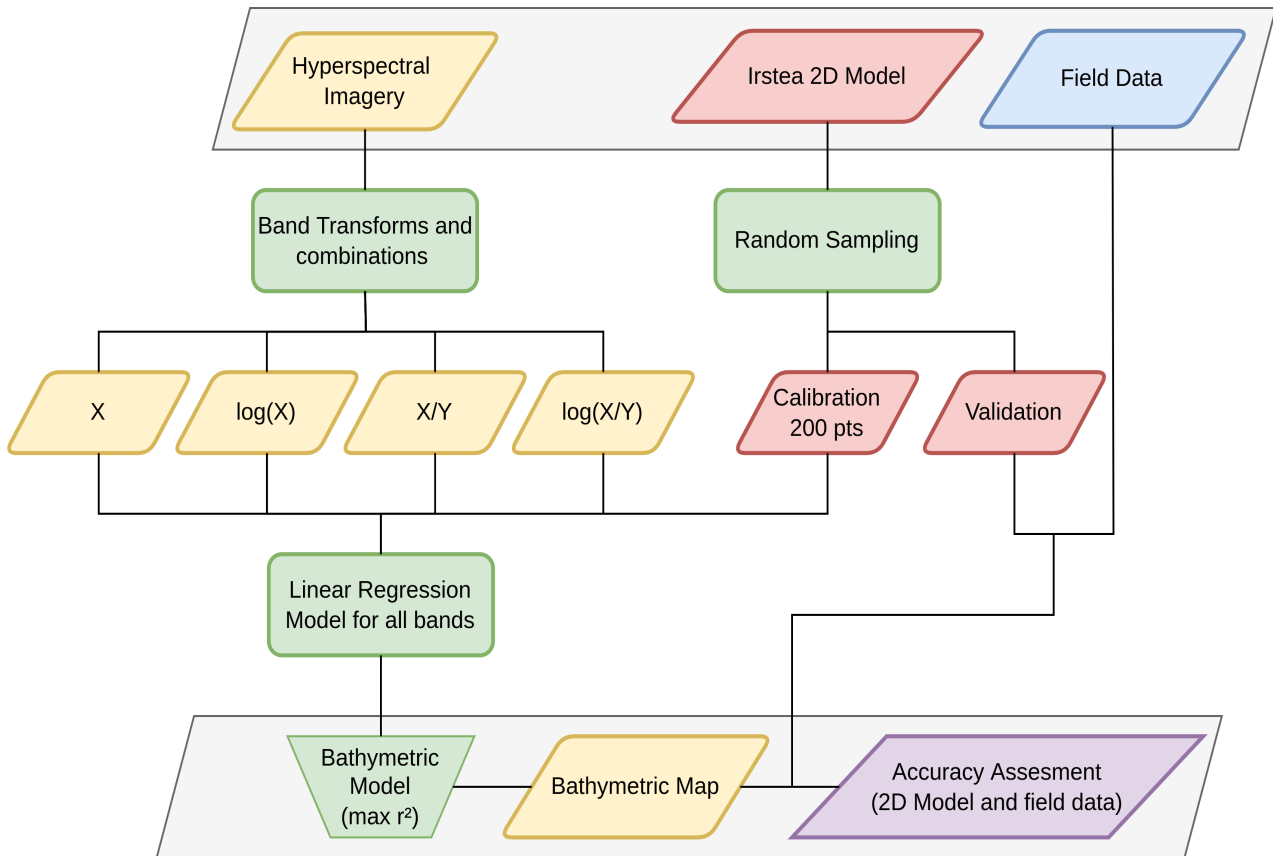 Hyperspectral
Imagery
Irstea 2D Model
Field Data
Band Transforms and
combinations
Random Sampling
X
log(X)
X/Y
log(X/Y)
Calibration
200 pts
Validation
Linear Regression
Model for all bands
Bathymetric
Model
(max r²)
Bathymetric Map
Accuracy Assesment
(2D Model and field data)